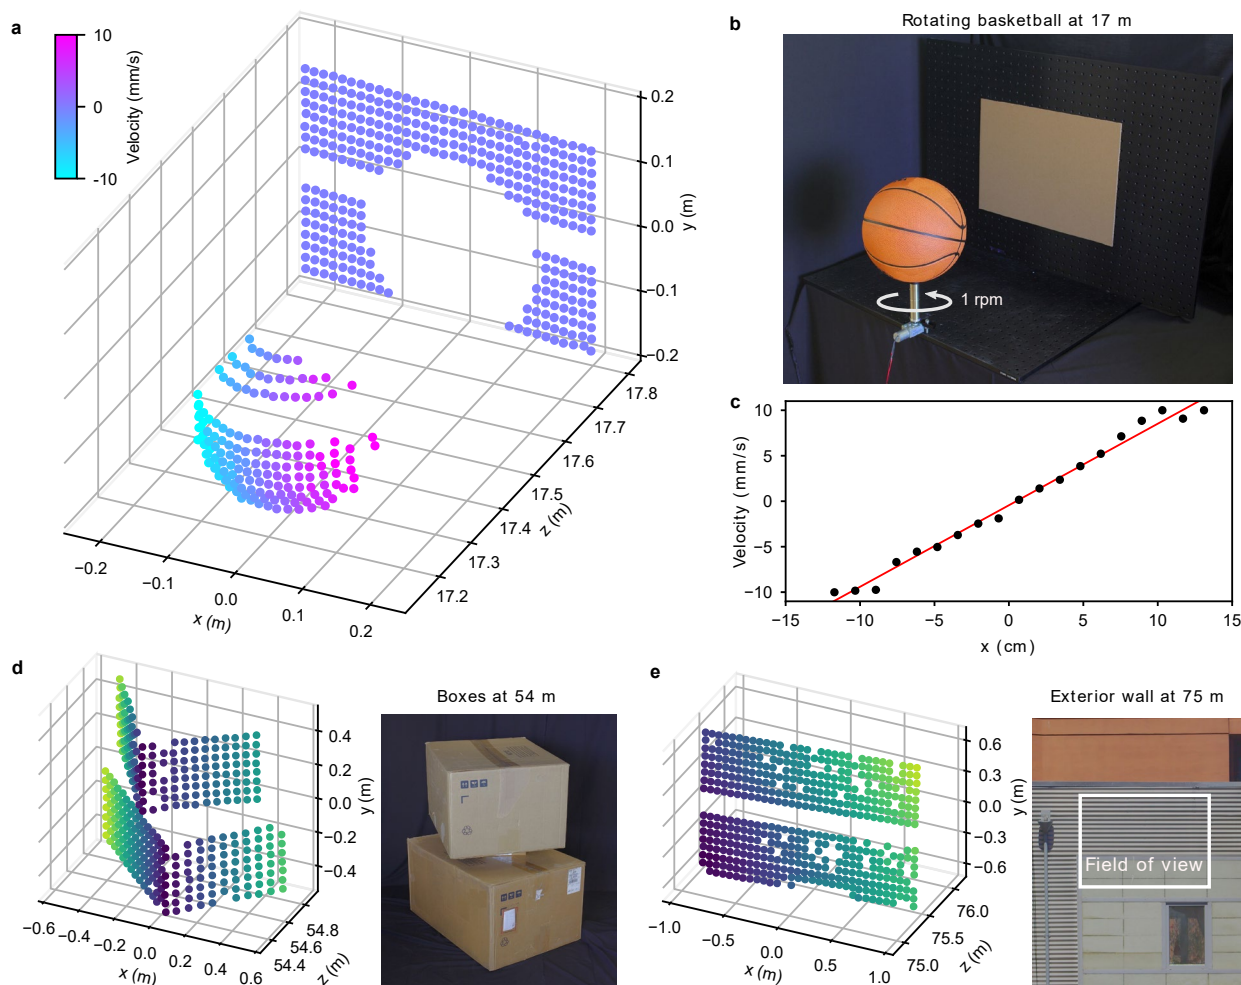 a
10
0
-10
Velocity (mm/s)
0.2
0.1
0.0
−0.1
−0.2
y (m)
17.8
17.7
17.6
17.5
17.4
17.3
17.2
z (m)
−0.2
−0.1
0.0
0.1
0.2
x (m)
b
Rotating basketball at 17 m
1 rpm
c
10
5
0
−5
−10
Velocity (mm/s)
−15
−10
−5
0
5
10
15
x (cm)
d
Boxes at 54 m
0.4
0.2
0.0
−0.2
−0.4
y (m)
−0.6
−0.4
−0.2
0.0
0.2
0.4
0.6
x (m)
54.8
54.6
54.4
z (m)
e
Exterior wall at 75 m
0.6
0.3
0.0
−0.3
−0.6
y (m)
−1.0
−0.5
0.0
0.5
1.0
x (m)
76.0
75.5
75.0
z (m)
Field of view